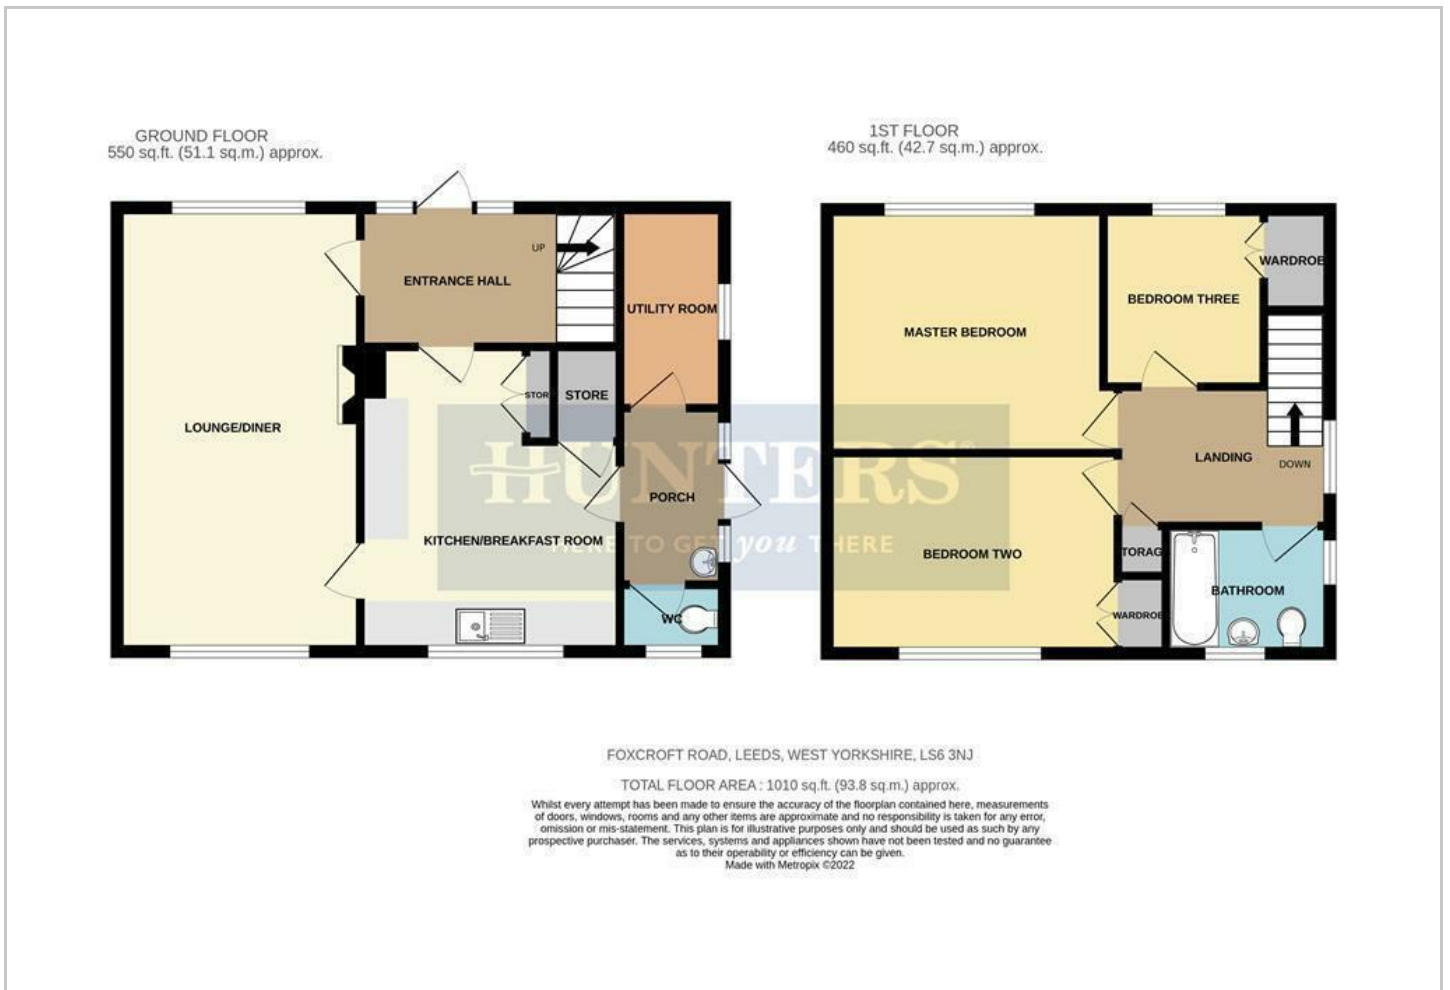 GROUND FLOOR
550 sq.ft. (51.1 sq.m.) approx.
1ST FLOOR
460 sq.ft. (42.7 sq.m.) approx.
UP
ENTRANCE HALL
UTILITY ROOM
STOR
STORE
LOUNGE/DINER
PORCH
KITCHEN/BREAKFAST ROOM
WC
WARDROB
BEDROOM THREE
MASTER BEDROOM
LANDING
DOWN
BEDROOM TWO
TORAG
BATHROOM
WARDROBE
HUNTERS®
HERE TO GET you THERE
FOXCROFT ROAD, LEEDS, WEST YORKSHIRE, LS6 3NJ
TOTAL FLOOR AREA : 1010 sq.ft. (93.8 sq.m.) approx.
Whilst every attempt has been made to ensure the accuracy of the floorplan contained here, measurements
of doors, windows, rooms and any other items are approximate and no responsibility is taken for any error,
omission or mis-statement. This plan is for illustrative purposes only and should be used as such by any
prospective purchaser. The services, systems and appliances shown have not been tested and no guarantee
as to their operability or efficiency can be given.
Made with Metropix ©2022